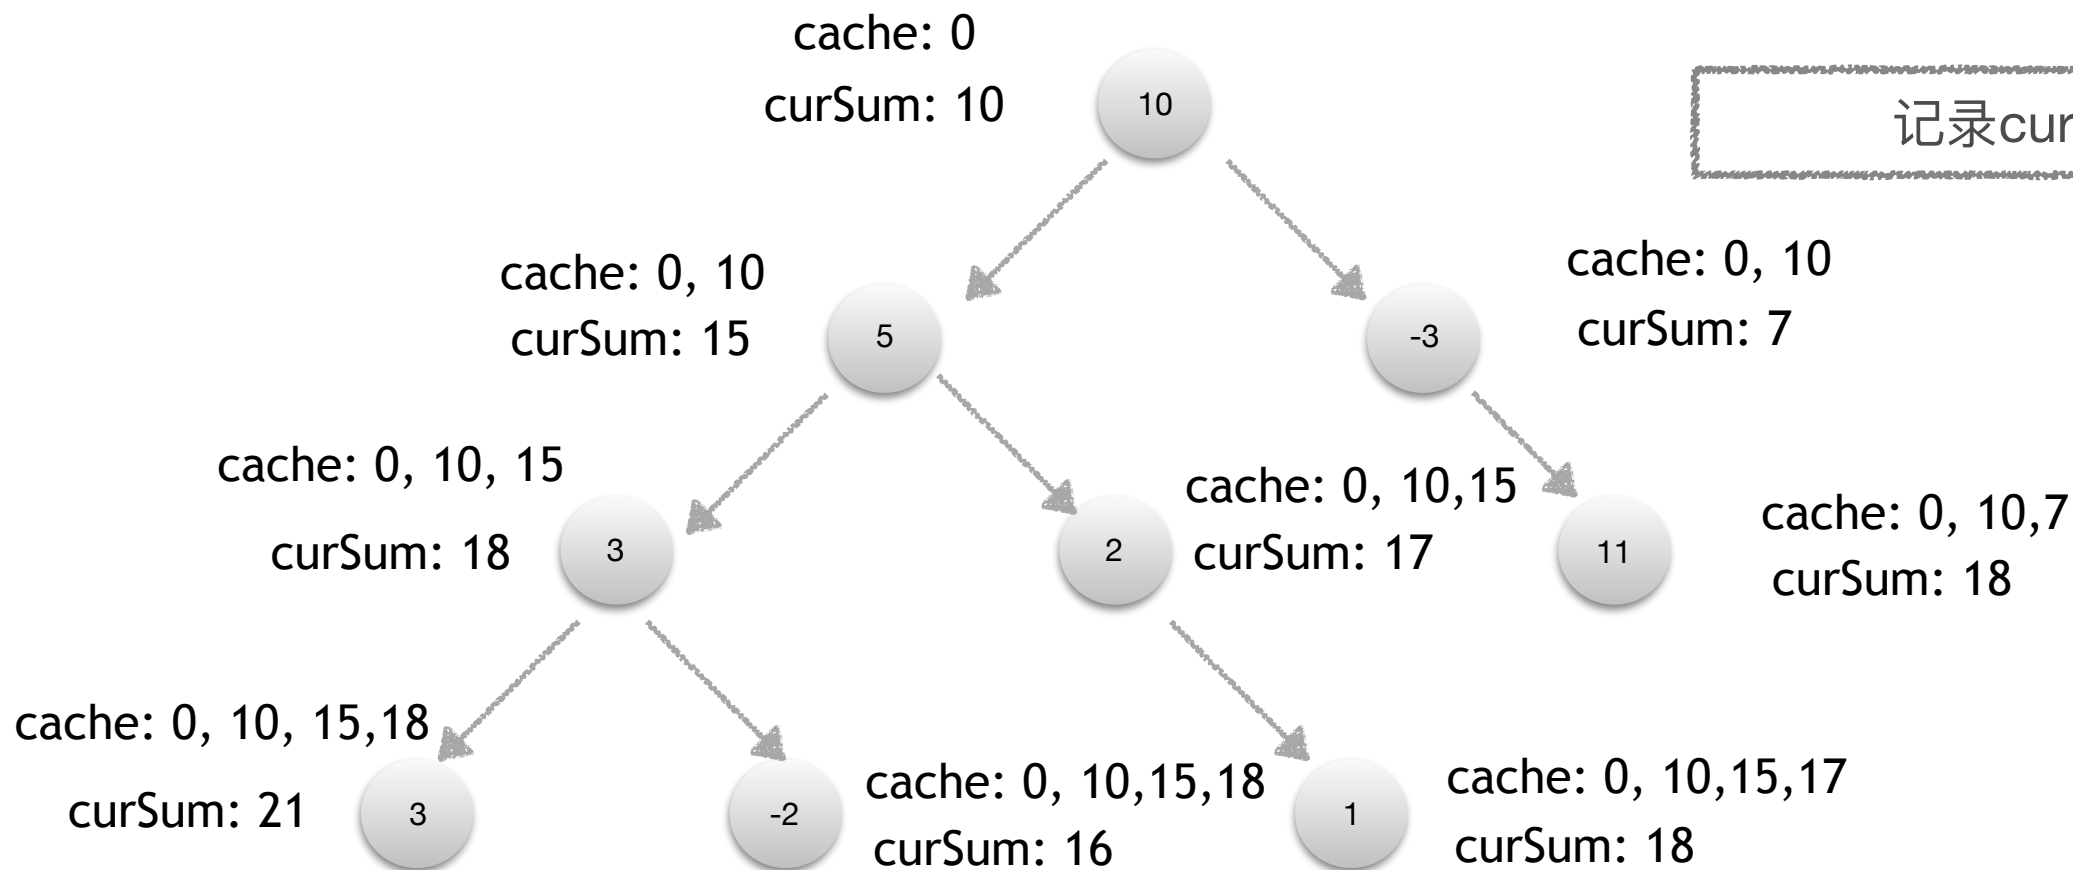 cache: 0
curSum: 10
10
记录cur
cache: 0, 10
curSum: 15
5
-3
cache: 0, 10
curSum: 7
cache: 0, 10, 15
curSum: 18
3
2
cache: 0, 10,15
curSum: 17
11
cache: 0, 10,7
curSum: 18
cache: 0, 10, 15,18
curSum: 21
3
-2
cache: 0, 10,15,18
curSum: 16
1
cache: 0, 10,15,17
curSum: 18